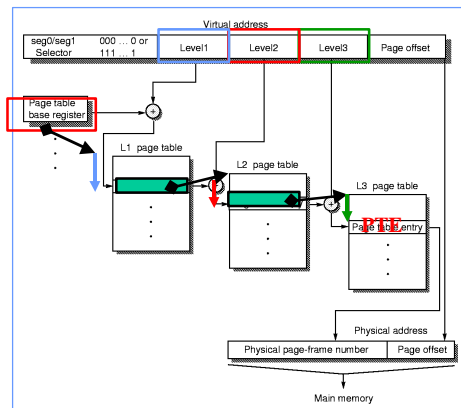 Virtual address
seg0/seg1 Selector
000 ... 0 or 111 ... 1
Level1
Level2
Level3
Page offset
Page table base register
+
L1 page table
L2 page table
+
L3 page table
PTE
Page table entry
Physical address
Physical page-frame number
Page offset
Main memory